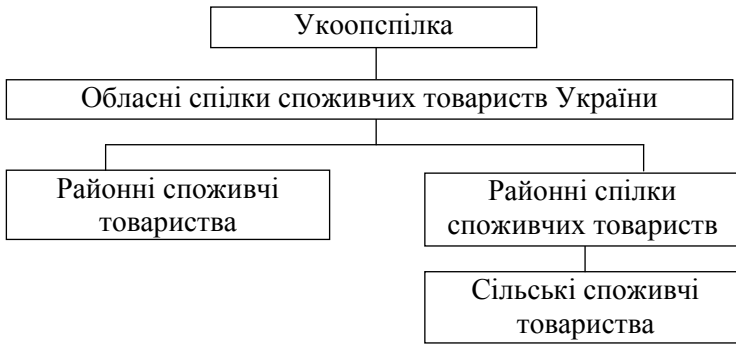 Укоопспілка
Обласні спілки споживчих товариств України
Районні споживчі
товариства
Районні спілки
споживчих товариств
Сільські споживчі
товариства